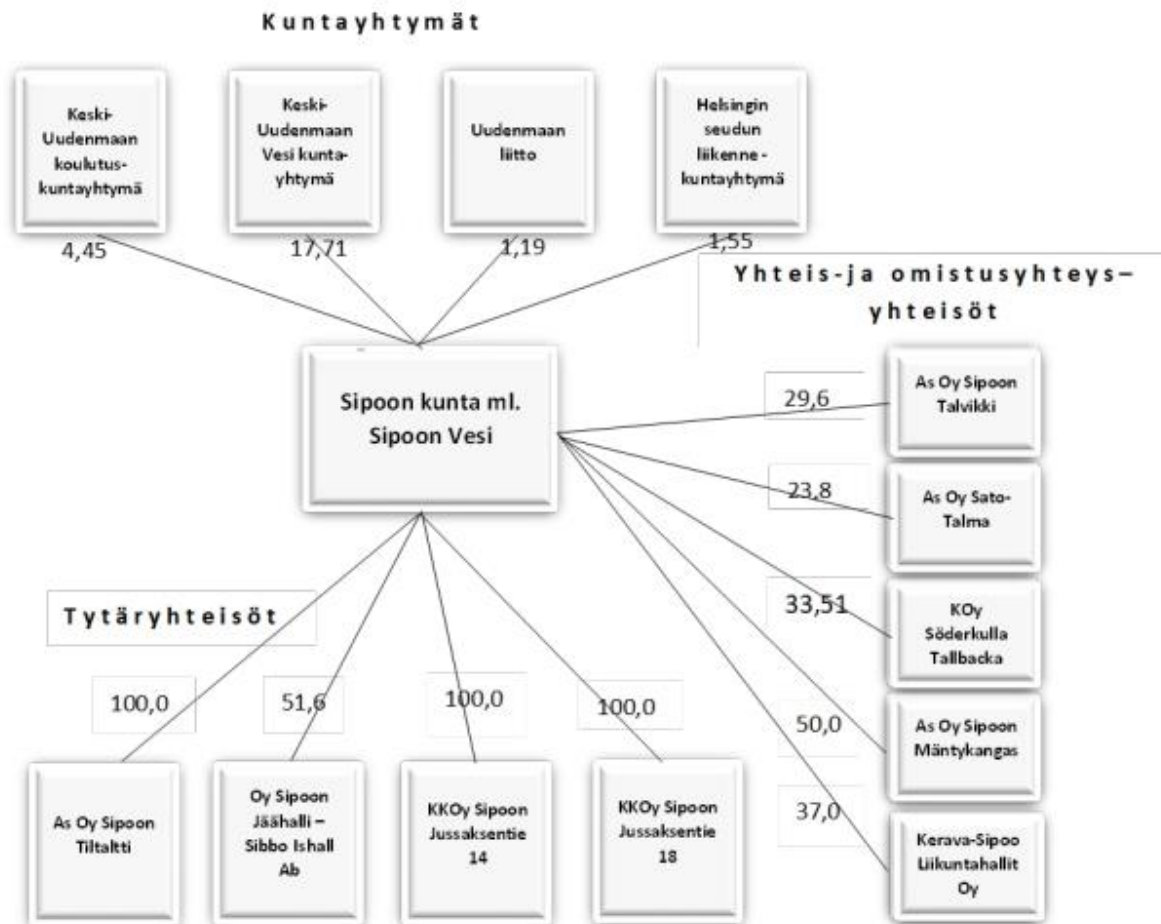 Kuntayhtymät
Keski-
Uudenmaan
koulutus-
kuntayhtymä
Keski-
Uudenmaan
Vesi kunta-
yhtymä
Uudenmaan
liitto
Helsingin
seudun
liikenne -
kuntayhtymä
4,45
17,71
1,19
1,55
Yhteis-ja omistusyhteys–
yhteisöt
Sipoon kunta ml.
Sipoon Vesi
29,6
As Oy Sipoon
Talvikki
23,8
As Oy Sato-
Talma
33,51
KOy
Söderkulla
Tallbacka
50,0
As Oy Sipoon
Mäntykangas
37,0
Kerava-Sipoo
Liikuntahallit
Oy
Tytäryhteisöt
100,0
51,6
100,0
100,0
As Oy Sipoon
Tiltaltti
Oy Sipoon
Jäähalli –
Sibbo Ishall
Ab
KKOy Sipoon
Jussaksentie
14
KKOy Sipoon
Jussaksentie
18